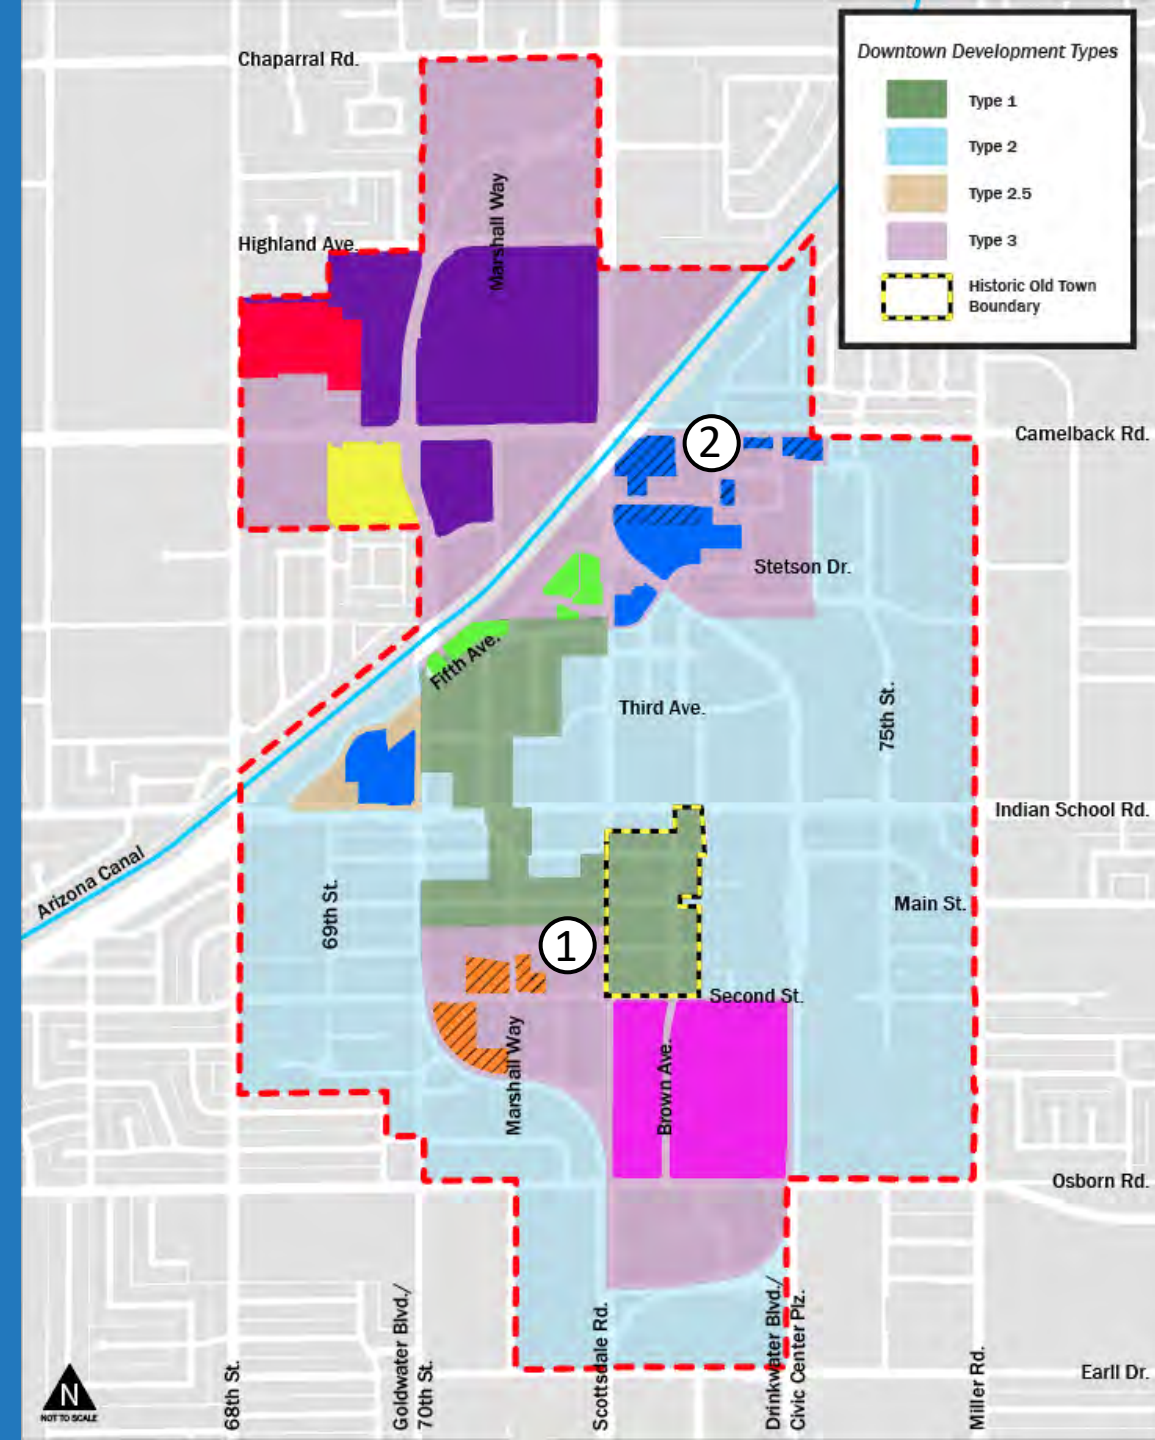 Downtown Development Types
Type 1
Type 2
Type 2.5
Type 3
Historic Old Town
Boundary
Chaparral Rd.
Marshall Way
Highland Ave.
Camelback Rd.
2
Stetson Dr.
Fifth Ave.
Third Ave.
75th St.
Indian School Rd.
Arizona Canal
69th St.
Main St.
1
Second St.
Marshall Way
Brown Ave.
Osborn Rd.
Earll Dr.
68th St.
Goldwater Blvd./
70th St.
Scottsdale Rd.
Drinkwater Blvd./
Civic Center Plz.
Miller Rd.
N
NOT TO SCALE